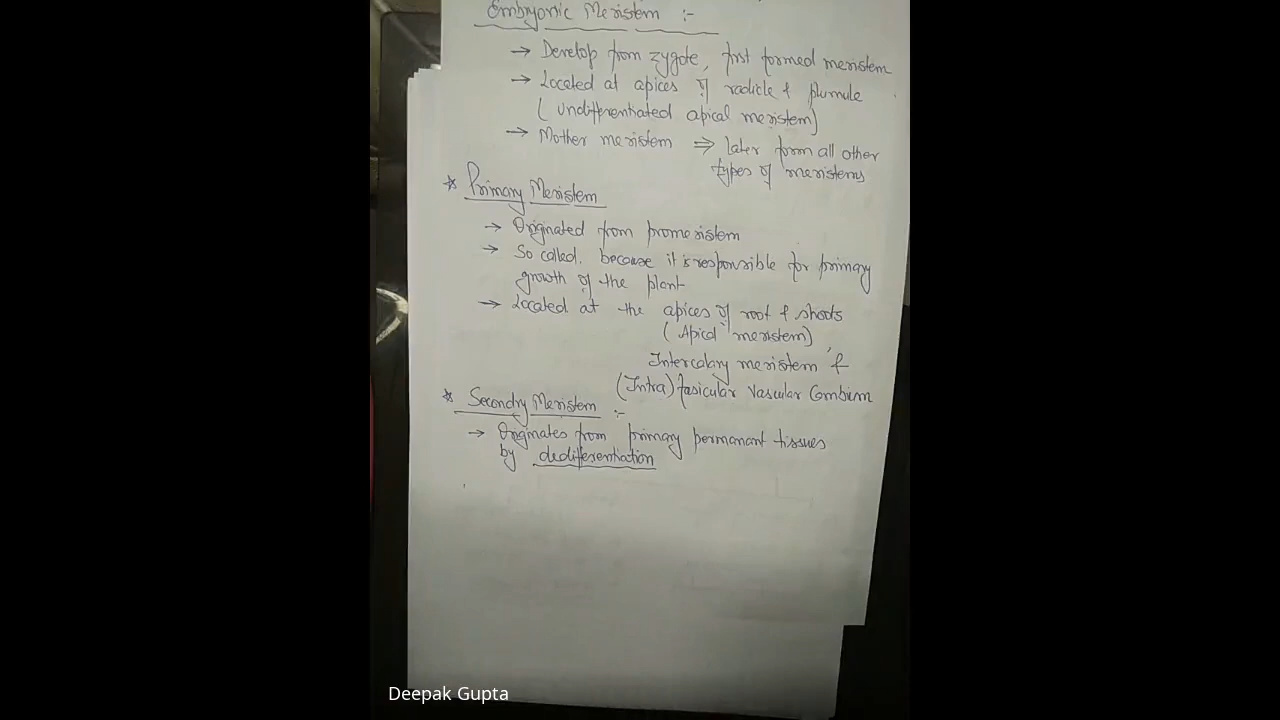 Embryonic Meristem :-
→ Develop from zygote, first formed meristem
→ Located at apices of radicle & plumule
(undifferentiated apical meristem)
→ Mother meristem ⇒ Later form all other
types of meristems
* Primary Meristem
→ Originated from promeristem
→ So called. because it is responsible for primary
growth of the plant
→ Located at the apices of root & shoots
(Apical meristem),
Intercalary meristem &
(Intra) fasicular Vascular Cambium
* Secondry Meristem :-
→ Originates from primary permanant tissues
by dedifferentiation
Deepak Gupta